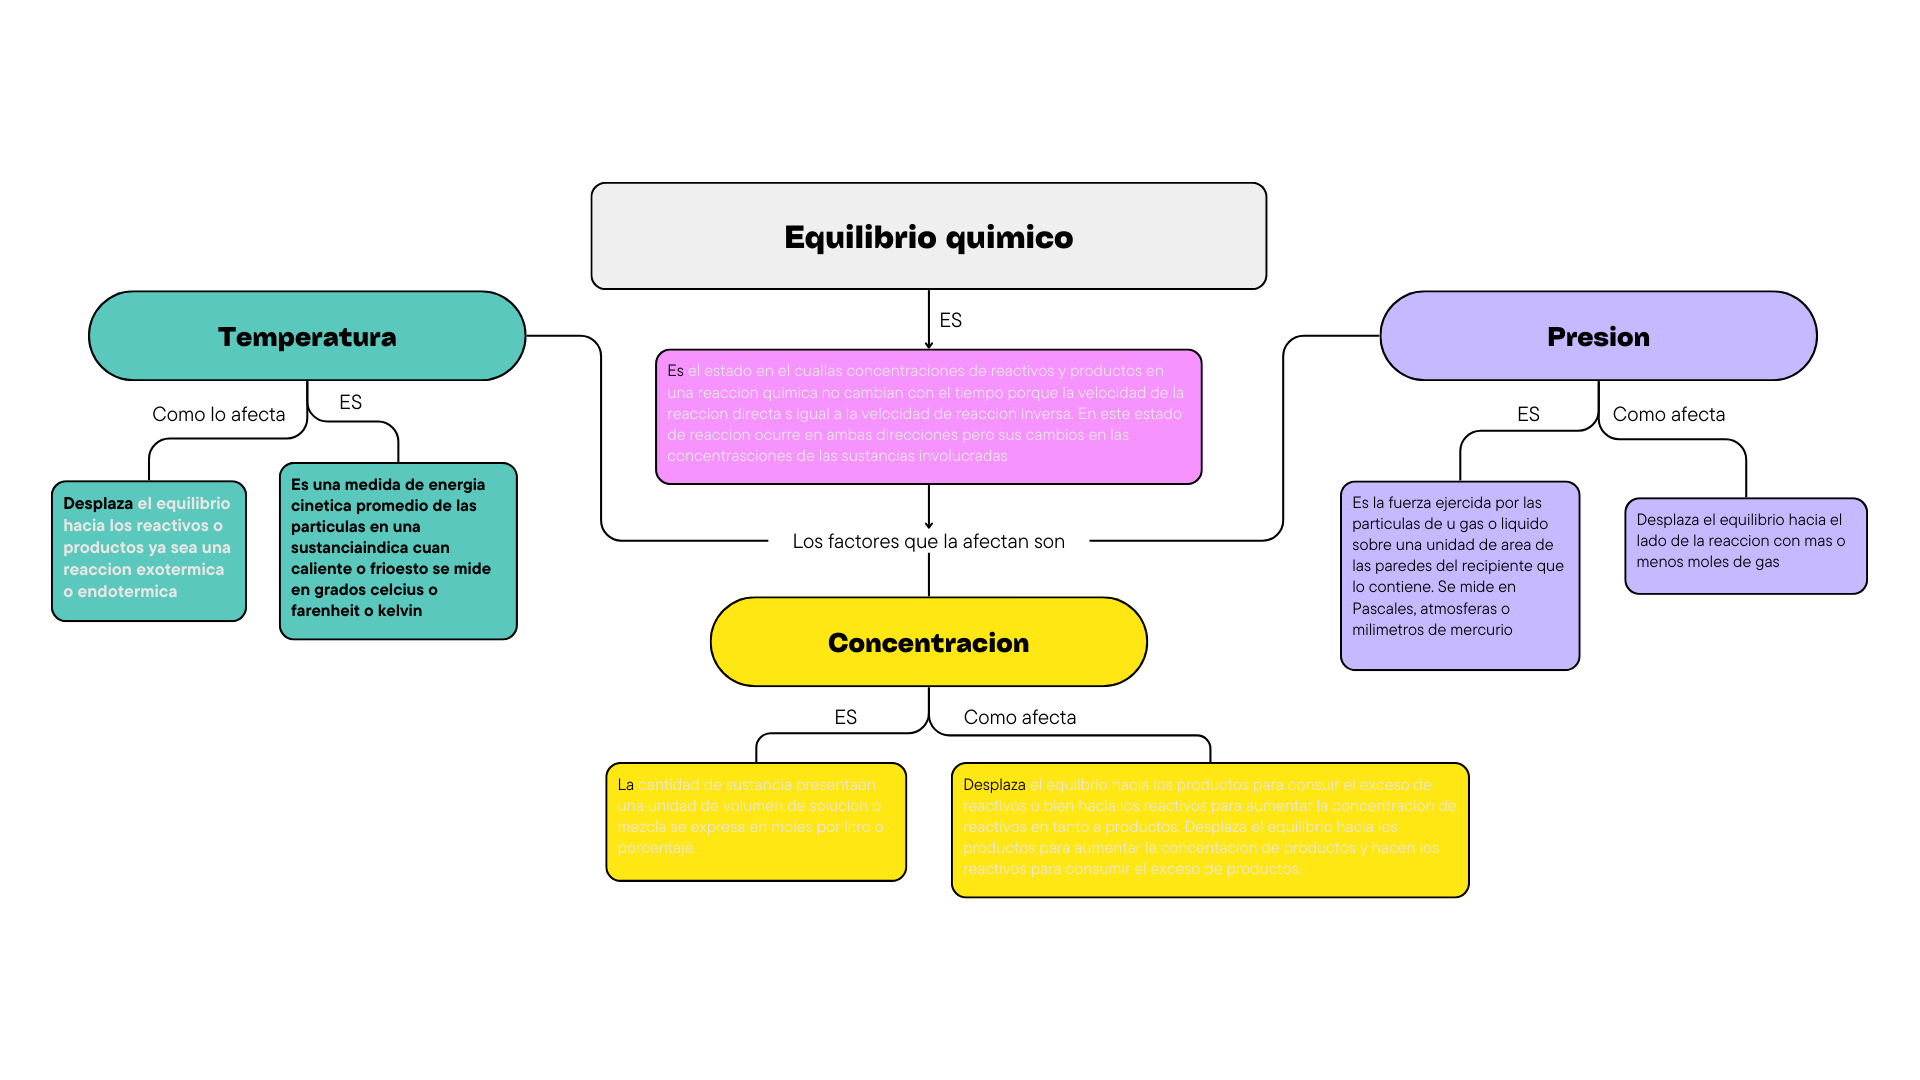 Equilibrio quimico
ES
Es el estado en el cuallas concentraciones de reactivos y productos en
una reaccion quimica no cambian con el tiempo porque la velocidad de la
reaccion directa s igual a la velocidad de reaccion inversa. En este estado
de reaccion ocurre en ambas direcciones pero sus cambios en las
concentrasciones de las sustancias involucradas
Los factores que la afectan son
Temperatura
Como lo afecta
ES
Desplaza el equilibrio
hacia los reactivos o
productos ya sea una
reaccion exotermica
o endotermica
Es una medida de energia
cinetica promedio de las
particulas en una
sustanciaindica cuan
caliente o frioesto se mide
en grados celcius o
farenheit o kelvin
Concentracion
ES
Como afecta
La cantidad de sustancia presentaen
una unidad de volumen de solucion o
mezcla se expresa en moles por litro o
porcentaje
Desplaza el equilbrio hacia los productos para consuir el exceso de
reactivos o bien hacia los reactivos para aumentar la concentracion de
reactivos en tanto a productos. Desplaza el equilibrio hacia los
productos para aumentar la concentacion de productos y hacen los
reactivos para consumir el exceso de productos.
Presion
ES
Como afecta
Es la fuerza ejercida por las
particulas de u gas o liquido
sobre una unidad de area de
las paredes del recipiente que
lo contiene. Se mide en
Pascales, atmosferas o
milimetros de mercurio
Desplaza el equilibrio hacia el
lado de la reaccion con mas o
menos moles de gas